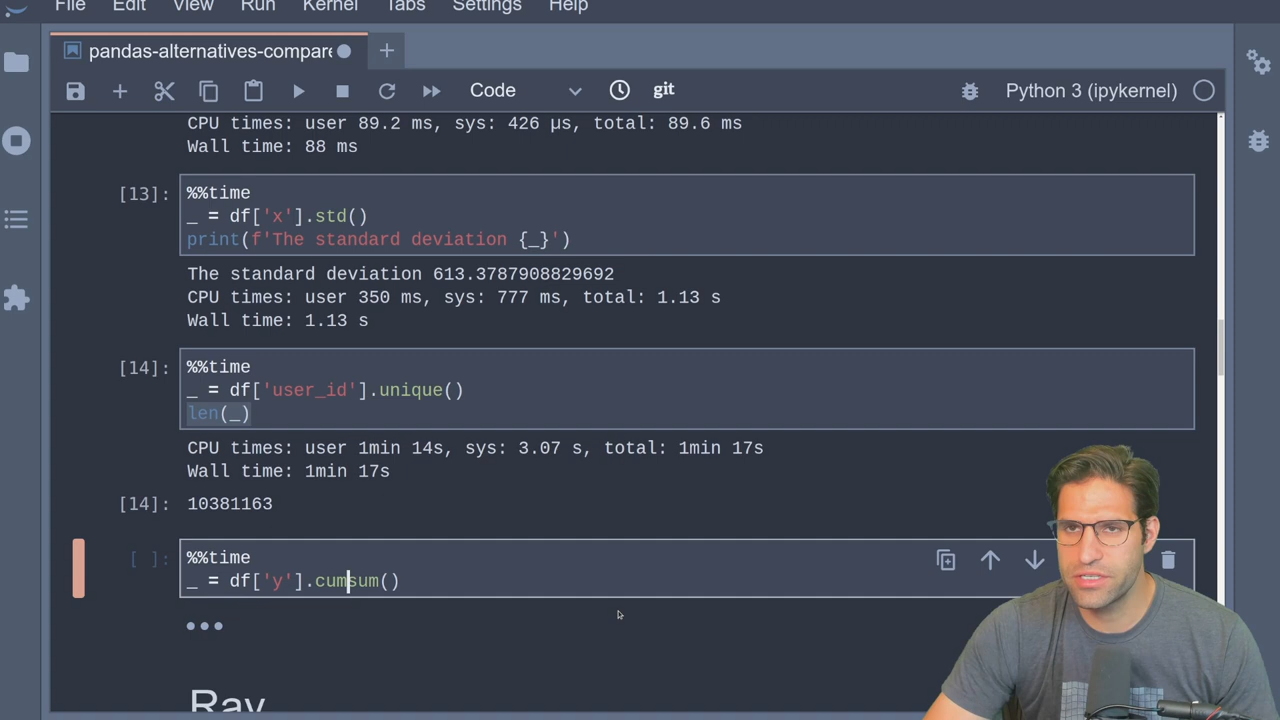 File Edit View Run Kernel Tabs Settings Help
pandas-alternatives-compar
Code git Python 3 (ipykernel)
CPU times: user 89.2 ms, sys: 426 µs, total: 89.6 ms
Wall time: 88 ms
[13]: %%time
_ = df['x'].std()
print(f'The standard deviation {_}')
The standard deviation 613.3787908829692
CPU times: user 350 ms, sys: 777 ms, total: 1.13 s
Wall time: 1.13 s
[14]: %%time
_ = df['user_id'].unique()
len(_)
CPU times: user 1min 14s, sys: 3.07 s, total: 1min 17s
Wall time: 1min 17s
[14]: 10381163
[ ]: %%time
_ = df['y'].cumsum()
Ray